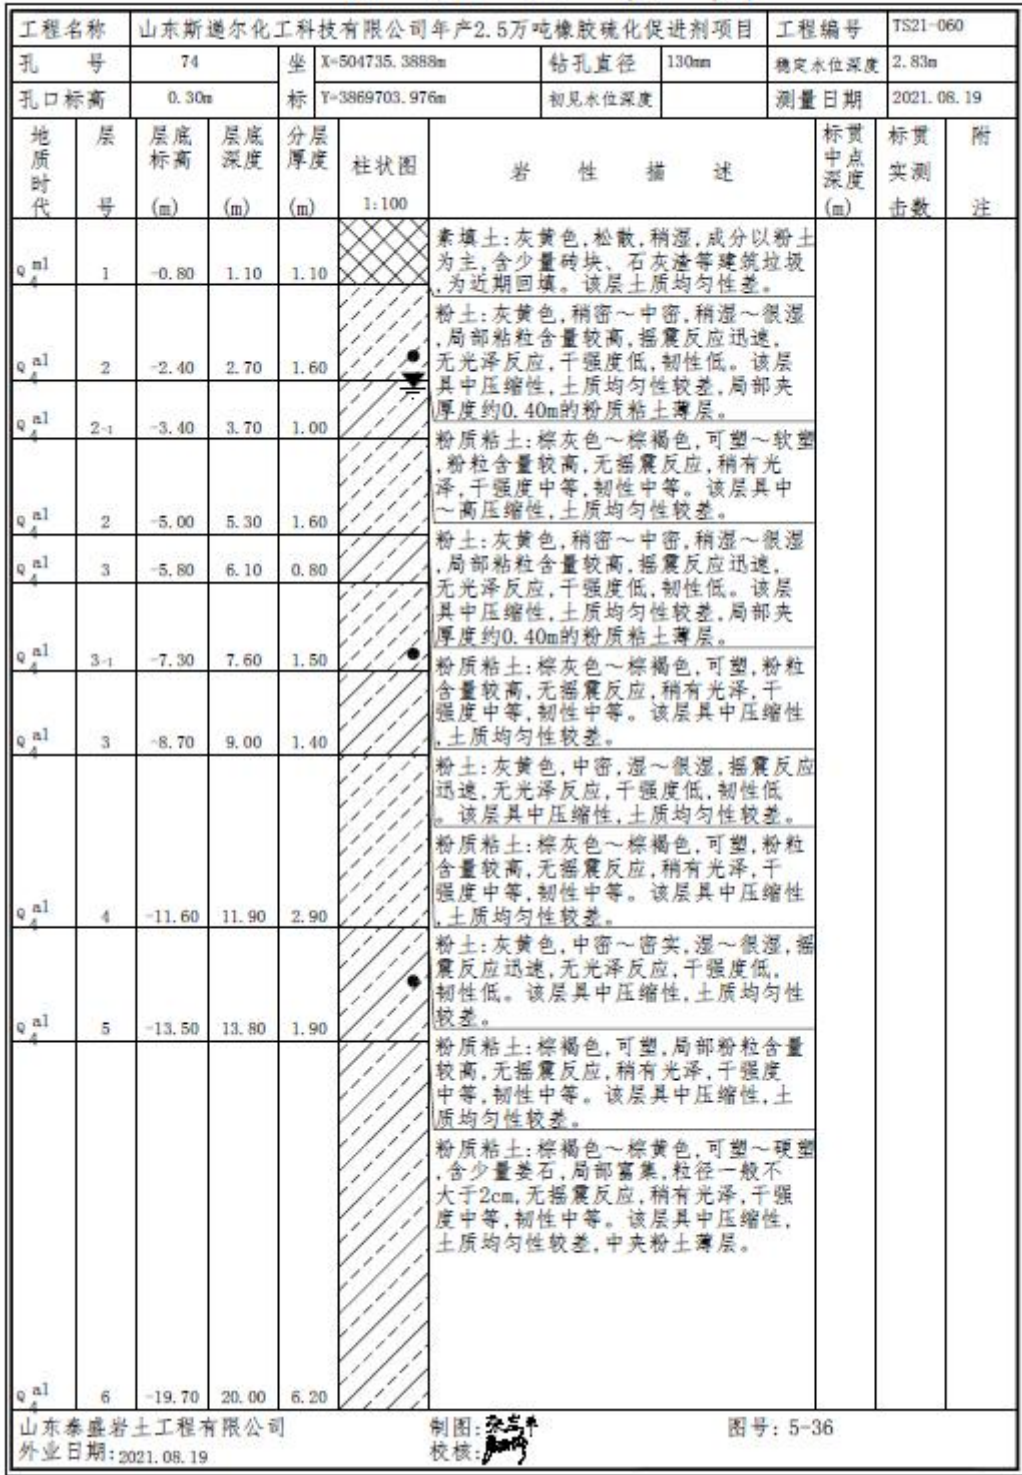 工程名称 山东斯递尔化工科技有限公司年产2.5万吨橡胶硫化促进剂项目 工程编号 TS21-060
孔 号 74 坐 X=504735.3888m 钻孔直径 130mm 稳定水位深度 2.83m
孔口标高 0.30m 标 Y=3869703.976m 初见水位深度 测量日期 2021.08.19
地质时代 层号 层底标高(m) 层底深度(m) 分层厚度(m) 柱状图 1:100 岩 性 描 述 标贯中点深度(m) 标贯实测击数 附注
Q4ml 1 -0.80 1.10 1.10
素填土:灰黄色,松散,稍湿,成分以粉土
为主,含少量砖块、石灰渣等建筑垃圾
,为近期回填。该层土质均匀性差。
Q4al 2 -2.40 2.70 1.60
粉土:灰黄色,稍密~中密,稍湿~很湿
,局部粘粒含量较高,摇震反应迅速,
无光泽反应,干强度低,韧性低。该层
具中压缩性,土质均匀性较差,局部夹
厚度约0.40m的粉质粘土薄层。
Q4al 2-1 -3.40 3.70 1.00
粉质粘土:棕灰色~棕褐色,可塑~软塑
,粉粒含量较高,无摇震反应,稍有光
泽,干强度中等,韧性中等。该层具中
~高压缩性,土质均匀性较差。
Q4al 2 -5.00 5.30 1.60
粉土:灰黄色,稍密~中密,稍湿~很湿
,局部粘粒含量较高,摇震反应迅速,
无光泽反应,干强度低,韧性低。该层
具中压缩性,土质均匀性较差,局部夹
厚度约0.40m的粉质粘土薄层。
Q4al 3 -5.80 6.10 0.80
粉质粘土:棕灰色~棕褐色,可塑,粉粒
含量较高,无摇震反应,稍有光泽,干
强度中等,韧性中等。该层具中压缩性
,土质均匀性较差。
Q4al 3-1 -7.30 7.60 1.50
粉土:灰黄色,中密,湿~很湿,摇震反应
迅速,无光泽反应,干强度低,韧性低
。该层具中压缩性,土质均匀性较差。
Q4al 3 -8.70 9.00 1.40
粉质粘土:棕灰色~棕褐色,可塑,粉粒
含量较高,无摇震反应,稍有光泽,干
强度中等,韧性中等。该层具中压缩性
,土质均匀性较差。
Q4al 4 -11.60 11.90 2.90
粉土:灰黄色,中密~密实,湿~很湿,摇
震反应迅速,无光泽反应,干强度低,
韧性低。该层具中压缩性,土质均匀性
较差。
Q4al 5 -13.50 13.80 1.90
粉质粘土:棕褐色,可塑,局部粉粒含量
较高,无摇震反应,稍有光泽,干强度
中等,韧性中等。该层具中压缩性,土
质均匀性较差。
Q4al 6 -19.70 20.00 6.20
粉质粘土:棕褐色~棕黄色,可塑~硬塑
,含少量姜石,局部富集,粒径一般不
大于2cm,无摇震反应,稍有光泽,干强
度中等,韧性中等。该层具中压缩性,
土质均匀性较差,中夹粉土薄层。
山东泰盛岩土工程有限公司 制图: 图号: 5-36
外业日期:2021.08.19 校核: